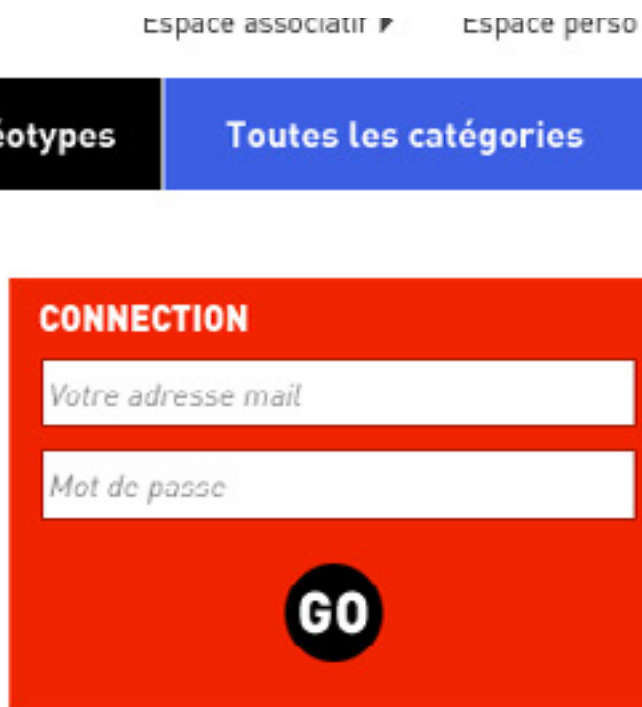 Espace associatif Espace perso
éotypes Toutes les catégories
CONNECTION
Votre adresse mail
Mot de passe
GO